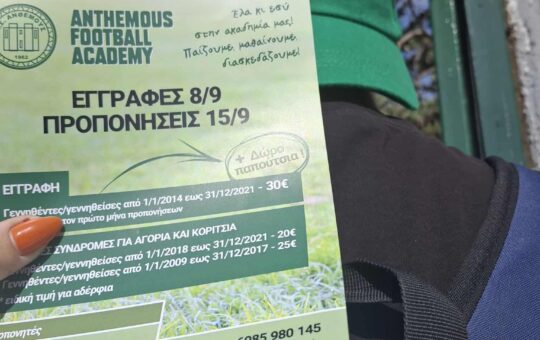 ANTHEMOUS
FOOTBALL
ACADEMY
ΑΝΘΕΜΟΥΣ
1962
Έλα κι εσύ
στην ακαδημία μας!
Παίζουμε, μαθαίνουμε,
διασκεδάζουμε!
ΕΓΓΡΑΦΕΣ 8/9
ΠΡΟΠΟΝΗΣΕΙΣ 15/9
+ Δώρο
παπούτσια!
ΕΓΓΡΑΦΗ
Γεννηθέντες/γεννηθείσες από 1/1/2014 εως 31/12/2021 - 30€
τον πρώτο μήνα προπονήσεων
ΣΥΝΔΡΟΜΕΣ ΓΙΑ ΑΓΟΡΙΑ ΚΑΙ ΚΟΡΙΤΣΙΑ
/γεννηθείσες από 1/1/2018 εως 31/12/2021 - 20€
Γεννηθέντες/γεννηθείσες από 1/1/2009 εως 31/12/2017 - 25€
* ειδική τιμή για αδέρφια
6985 980 145